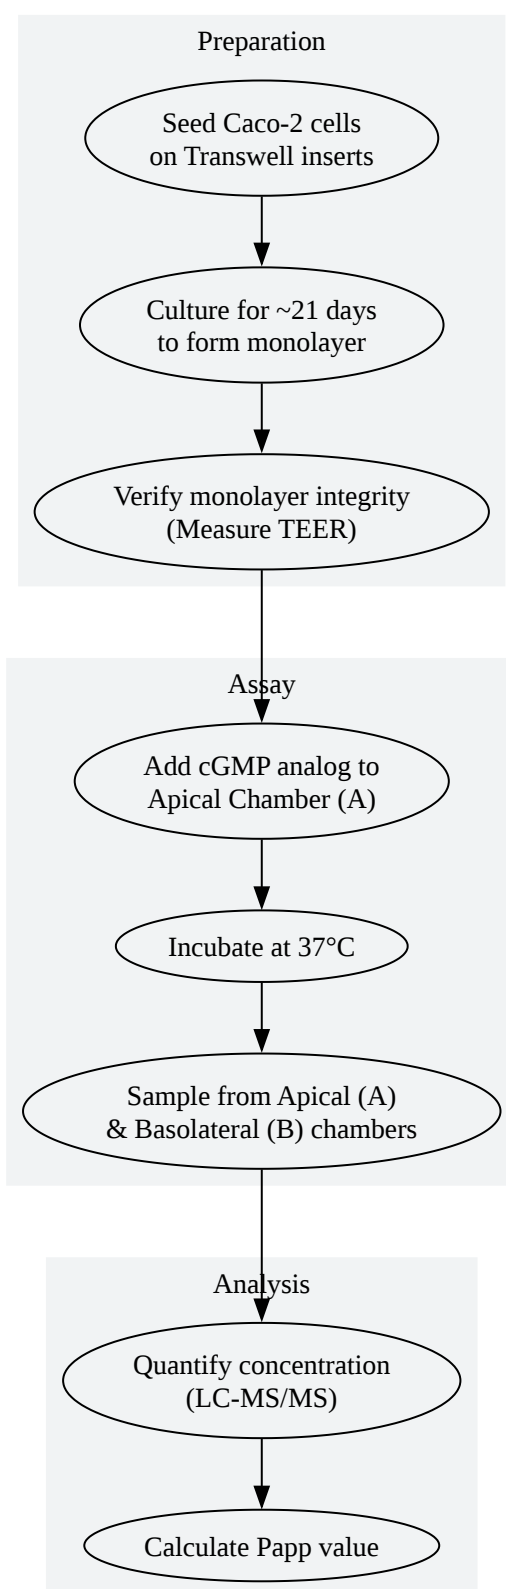 Preparation
Seed Caco-2 cells
on Transwell inserts
Culture for ~21 days
to form monolayer
Verify monolayer integrity
(Measure TEER)
Assay
Add cGMP analog to
Apical Chamber (A)
Incubate at 37°C
Sample from Apical (A)
& Basolateral (B) chambers
Analysis
Quantify concentration
(LC-MS/MS)
Calculate Papp value